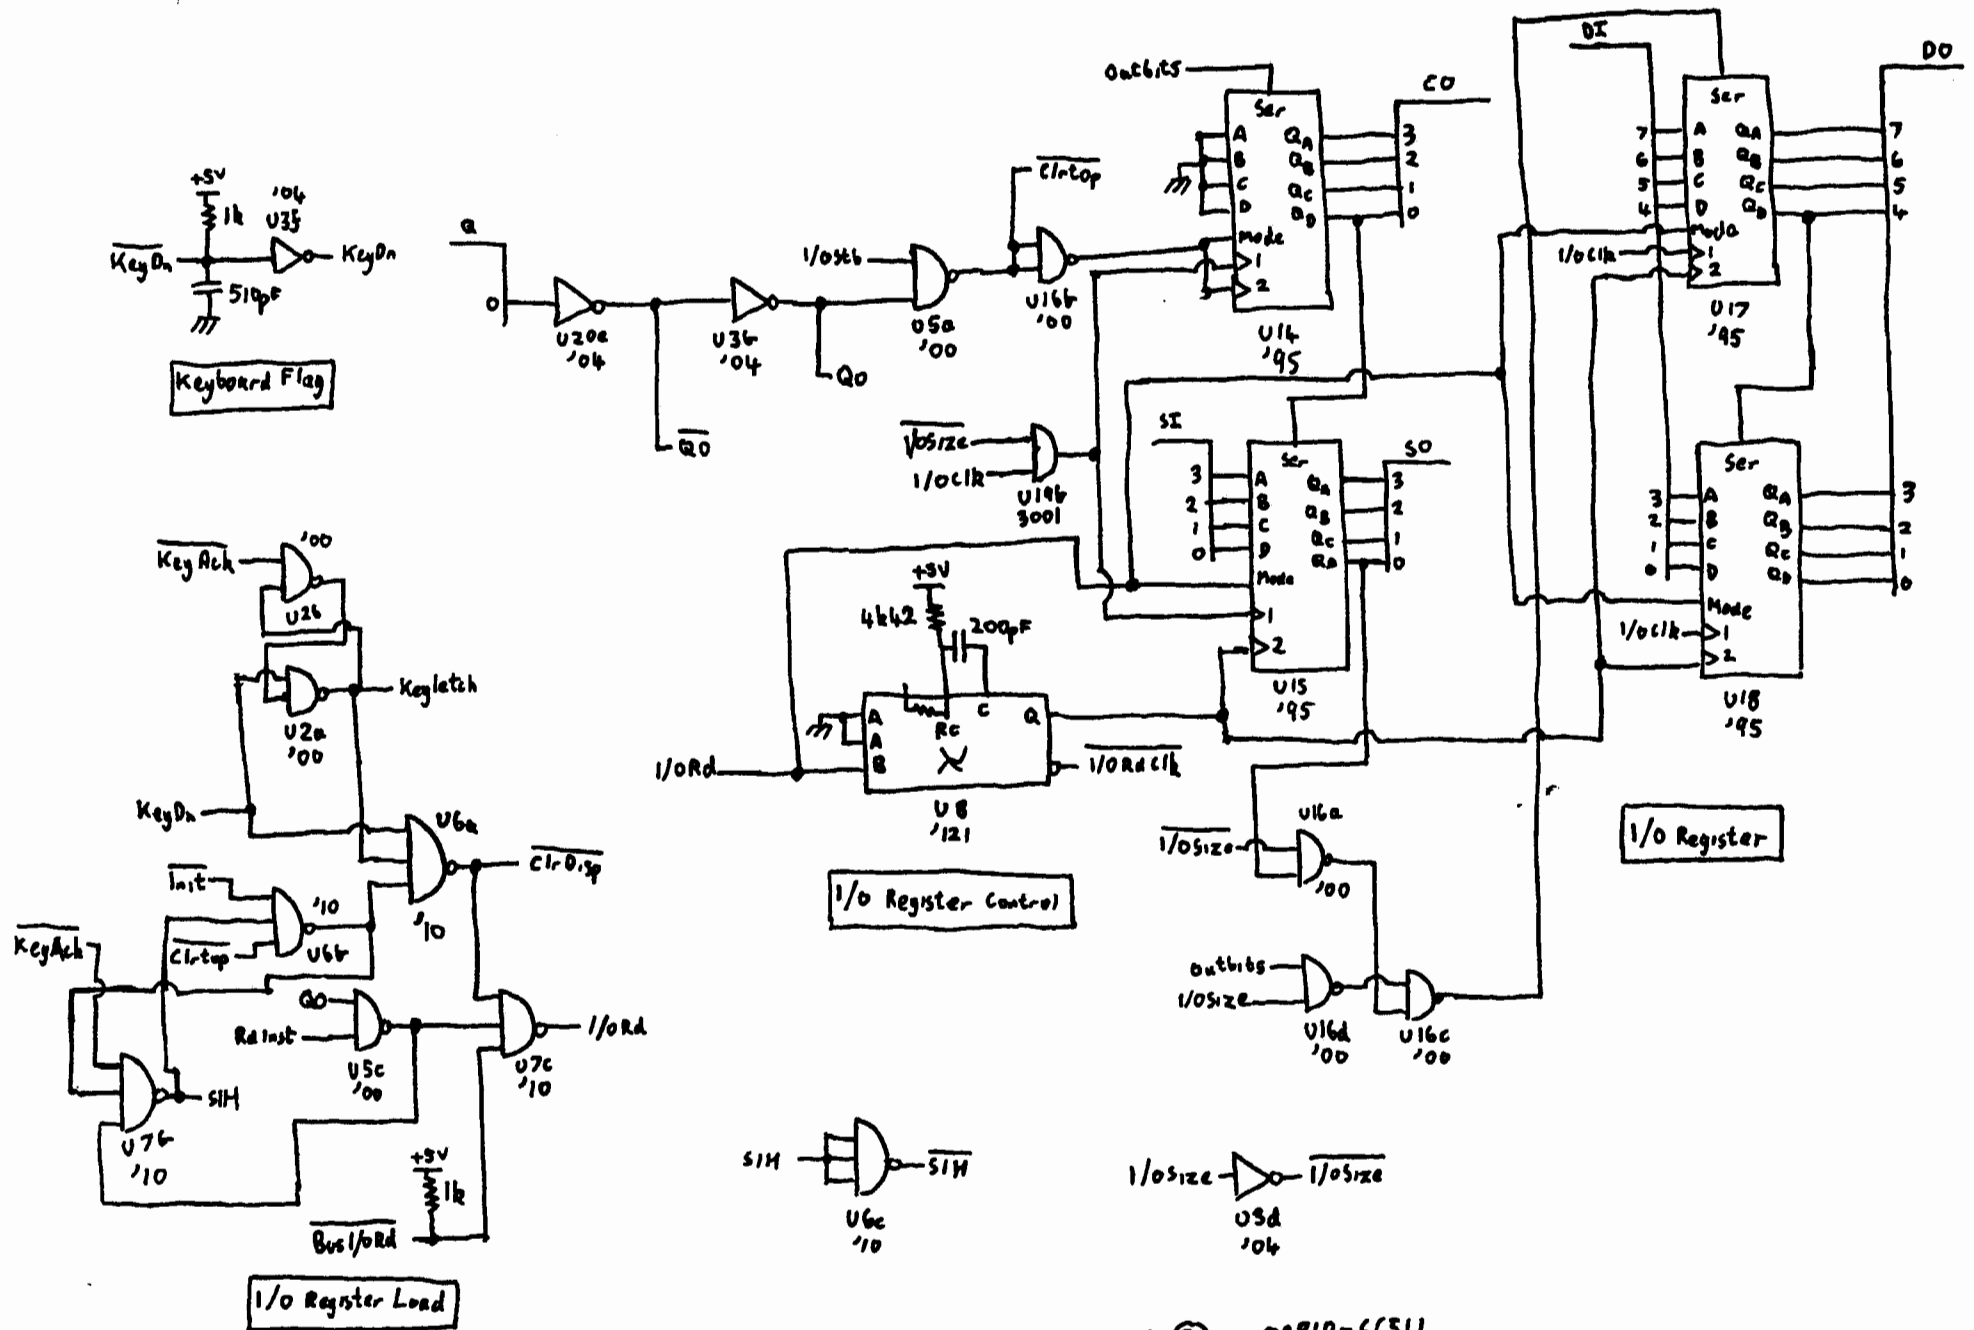 Keyboard Flag
+5V
1k
'04
U3f
KeyDn
KeyDn
510pF
Q
0
U20e
'04
Q0
U3b
'04
Q0
I/OStb
U5a
'00
Clrtop
U16b
'00
Outbits
Ser
A QA 3
B QB 2
C QC 1
D QD 0
Mode
1
2
CO
U14
'95
I/OSize
I/OClk
U19b
3001
SI
SO
Ser
3 A QA 3
2 B QB 2
1 C QC 1
0 D QD 0
Mode
1
2
U15
'95
DI
DO
Ser
7 A QA 7
6 B QB 6
5 C QC 5
4 D QD 4
Mode
I/OClk 1
2
U17
'95
Ser
3 A QA 3
2 B QB 2
1 C QC 1
0 D QD 0
Mode
I/OClk 1
2
U18
'95
I/O Register
+5V
4k42
200pF
A
A
B
RC
C
Q
I/ORd
I/ORdClk
U8
'121
I/O Register Control
I/OSize
U16a
'00
Outbits
I/OSize
U16d
'00
U16c
'00
KeyAck
'00
U2b
Keylatch
U2a
'00
KeyDn
U6a
'10
ClrDisp
Init
'10
Clrtop
U6b
KeyAck
Q0
RdInst
U5c
'00
U7c
'10
I/ORd
SIH
U7b
'10
+5V
1k
BusI/ORd
I/O Register Load
SIH
SIH
U6c
'10
I/OSize
I/OSize
U3d
'04